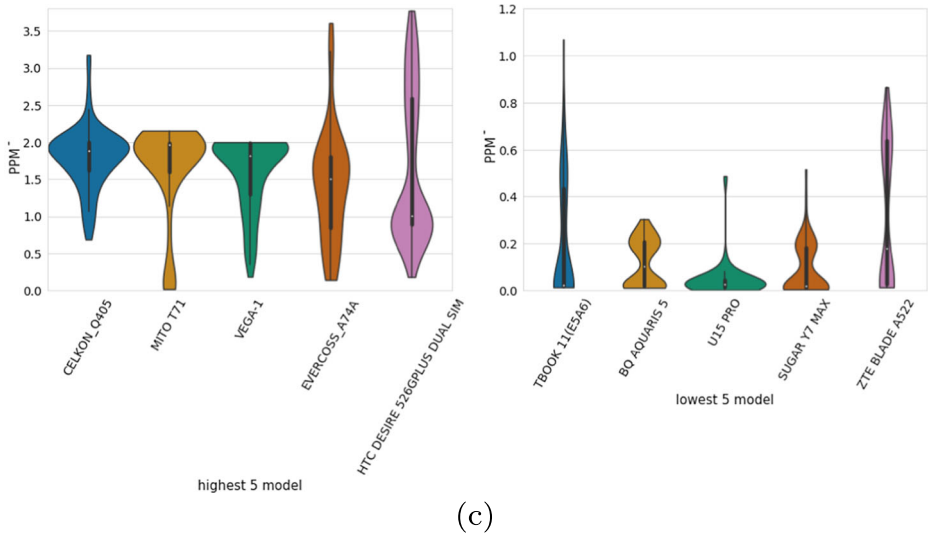 PPM⁻
3.5
3.0
2.5
2.0
1.5
1.0
0.5
0.0
CELKON_Q405
MITO T71
VEGA-1
EVERCOSS_A74A
HTC DESIRE 526GPLUS DUAL SIM
highest 5 model
PPM⁻
1.2
1.0
0.8
0.6
0.4
0.2
0.0
TBOOK 11(E5A6)
BQ AQUARIS 5
U15 PRO
SUGAR Y7 MAX
ZTE BLADE A522
lowest 5 model
(c)